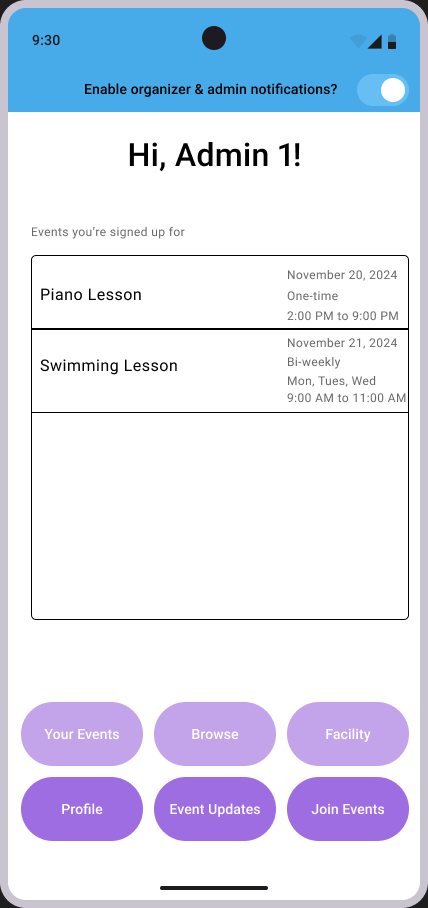 9:30
Enable organizer & admin notifications?
Hi, Admin 1!
Events you're signed up for
Piano Lesson
November 20, 2024
One-time
2:00 PM to 9:00 PM
Swimming Lesson
November 21, 2024
Bi-weekly
Mon, Tues, Wed
9:00 AM to 11:00 AM
Your Events
Browse
Facility
Profile
Event Updates
Join Events